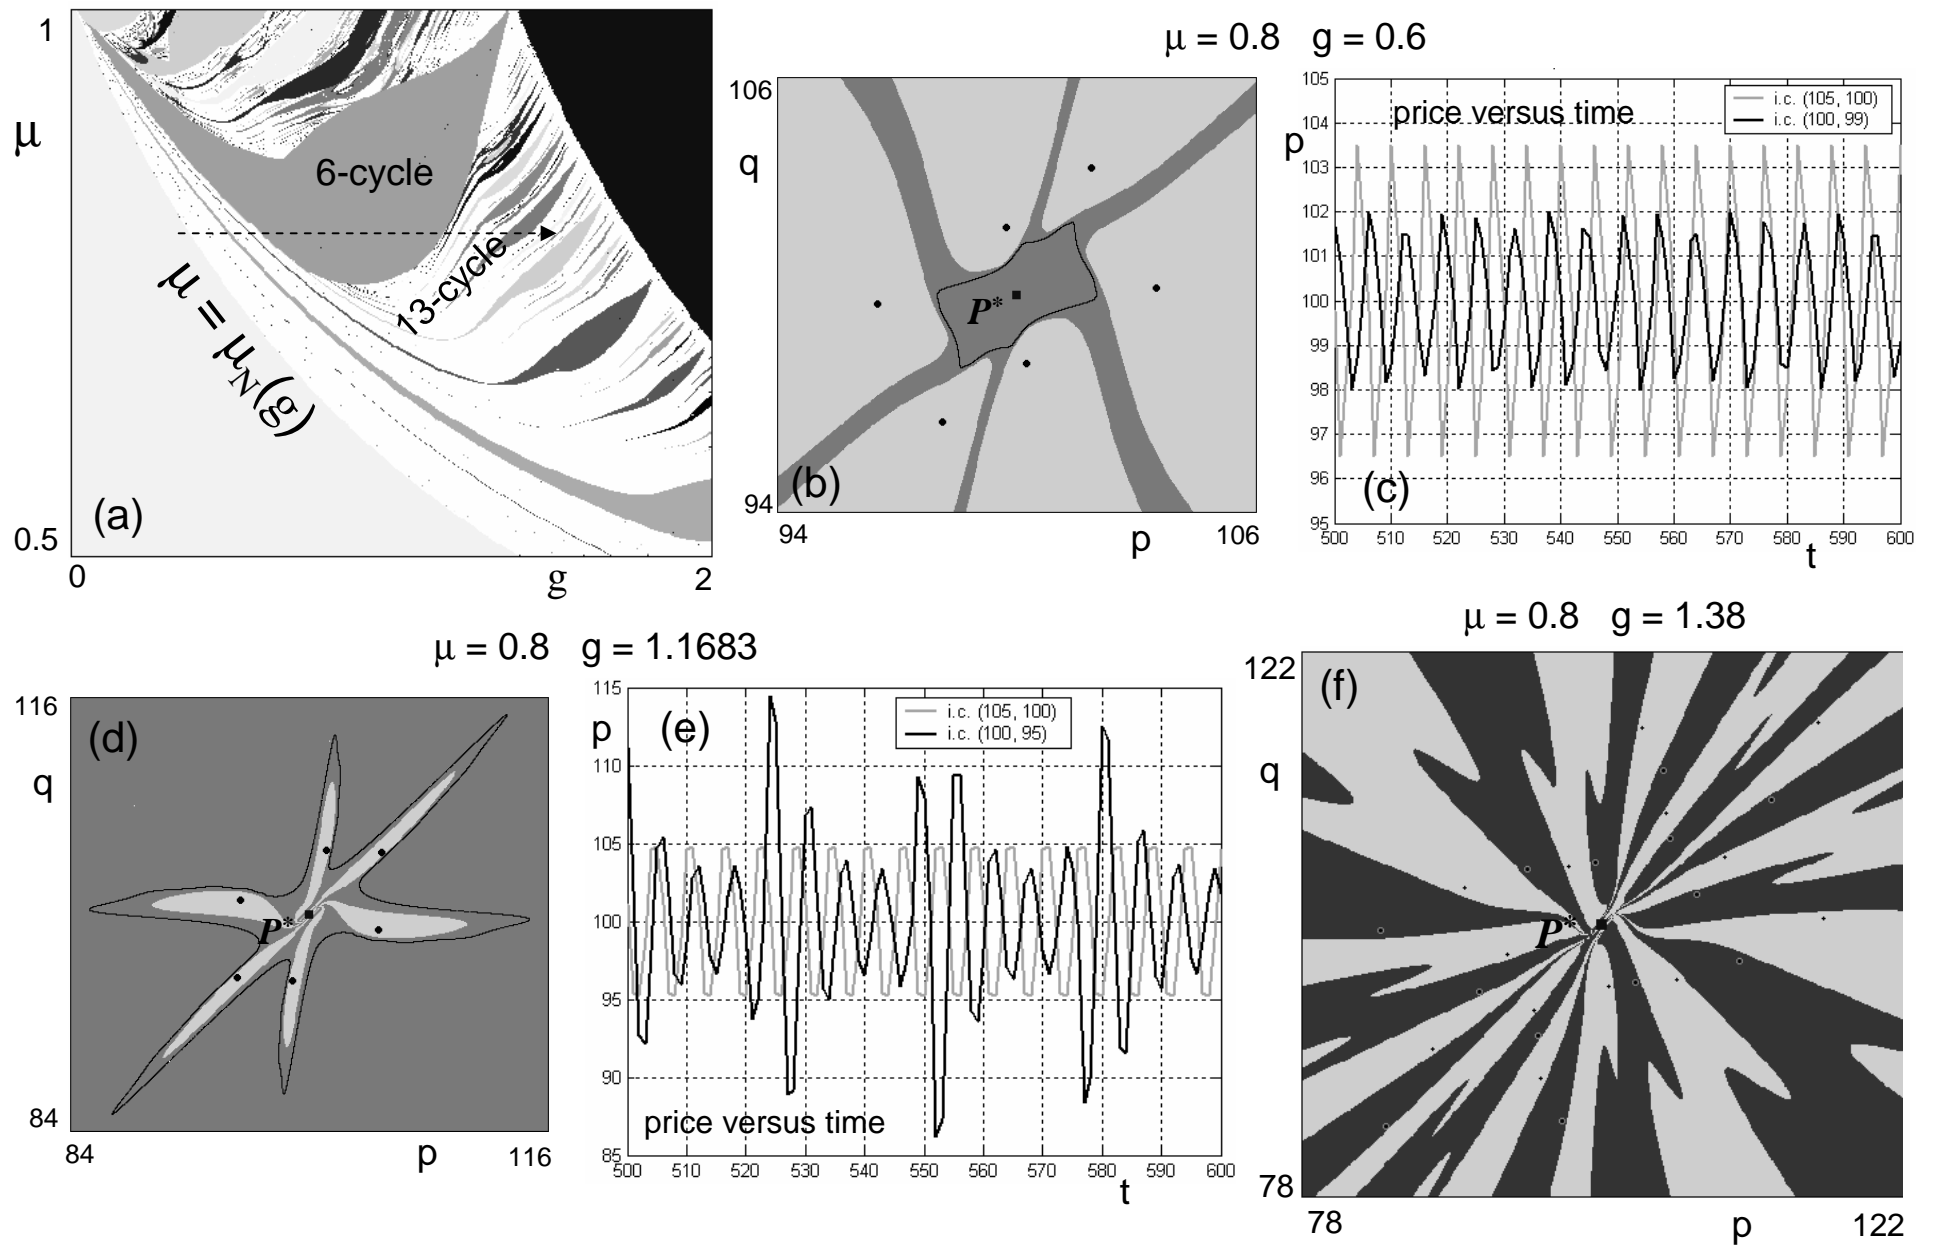 1
μ
0.5
0
g
2
6-cycle
13-cycle
μ = μN(g)
(a)
μ = 0.8 g = 0.6
106
q
94
94
p
106
P*
(b)
105
104
103
102
101
100
99
98
97
96
95
p
price versus time
i.c. (105, 100)
i.c. (100, 99)
(c)
500 510 520 530 540 550 560 570 580 590 600
t
μ = 0.8 g = 1.1683
116
q
84
84
p
116
(d)
P*
115
110
105
100
95
90
85
p
(e)
i.c. (105, 100)
i.c. (100, 95)
price versus time
500 510 520 530 540 550 560 570 580 590 600
t
μ = 0.8 g = 1.38
122
q
78
78
p
122
(f)
P*